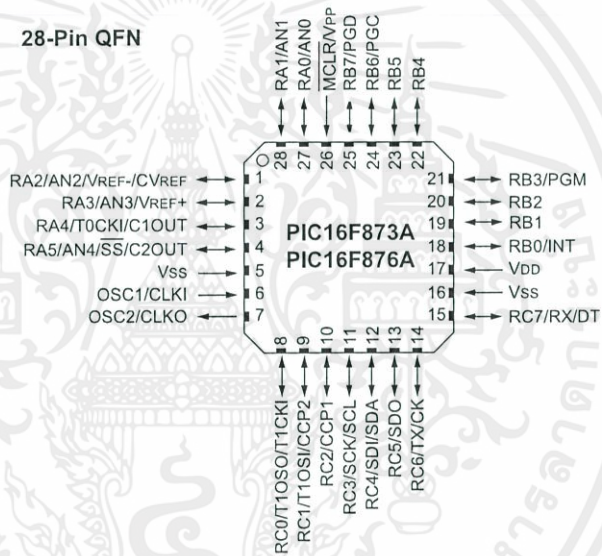 28-Pin QFN
RA1/AN1
RA0/AN0
MCLR/VPP
RB7/PGD
RB6/PGC
RB5
RB4
28
27
26
25
24
23
22
RA2/AN2/VREF-/CVREF
RA3/AN3/VREF+
RA4/T0CKI/C1OUT
RA5/AN4/SS/C2OUT
VSS
OSC1/CLKI
OSC2/CLKO
1
2
3
4
5
6
7
PIC16F873A
PIC16F876A
21
20
19
18
17
16
15
RB3/PGM
RB2
RB1
RB0/INT
VDD
VSS
RC7/RX/DT
8
9
10
11
12
13
14
RC0/T1OSO/T1CKI
RC1/T1OSI/CCP2
RC2/CCP1
RC3/SCK/SCL
RC4/SDI/SDA
RC5/SDO
RC6/TX/CK